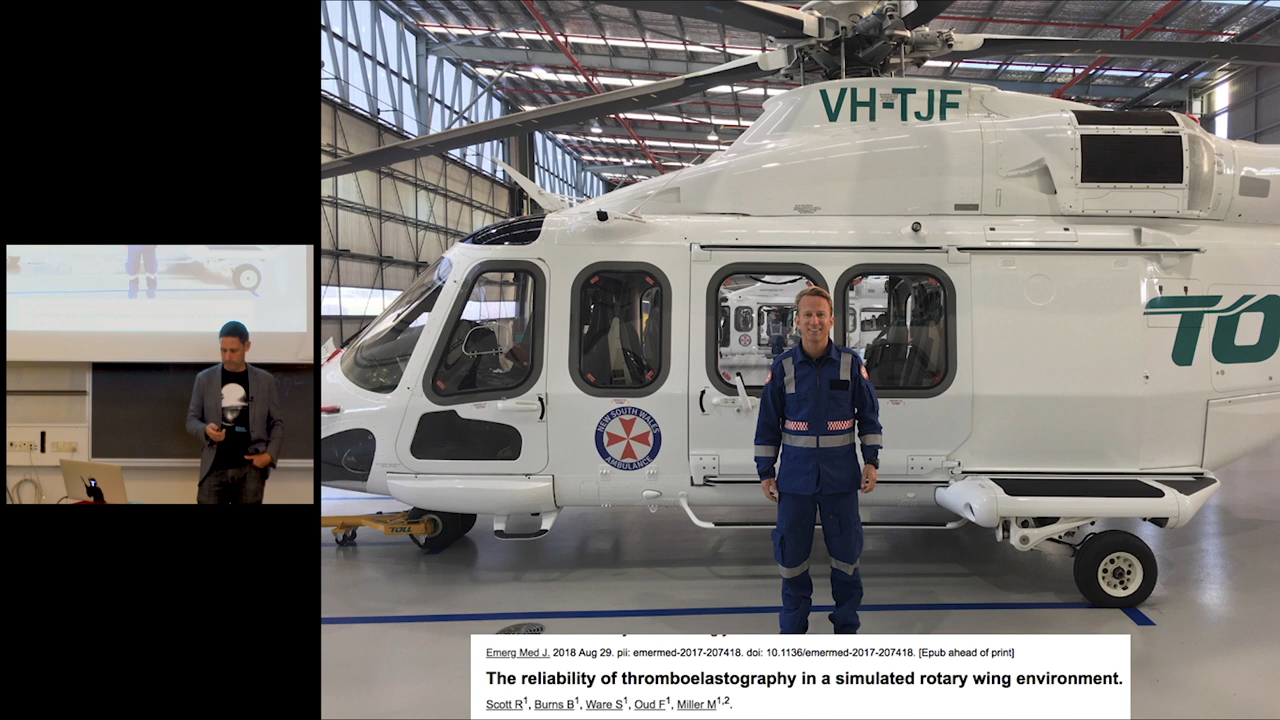 VH-TJF
NEW SOUTH WALES
AMBULANCE
TO
TOLL
Emerg Med J. 2018 Aug 29. pii: emermed-2017-207418. doi: 10.1136/emermed-2017-207418. [Epub ahead of print]
The reliability of thromboelastography in a simulated rotary wing environment.
Scott R1, Burns B1, Ware S1, Oud F1, Miller M1,2.